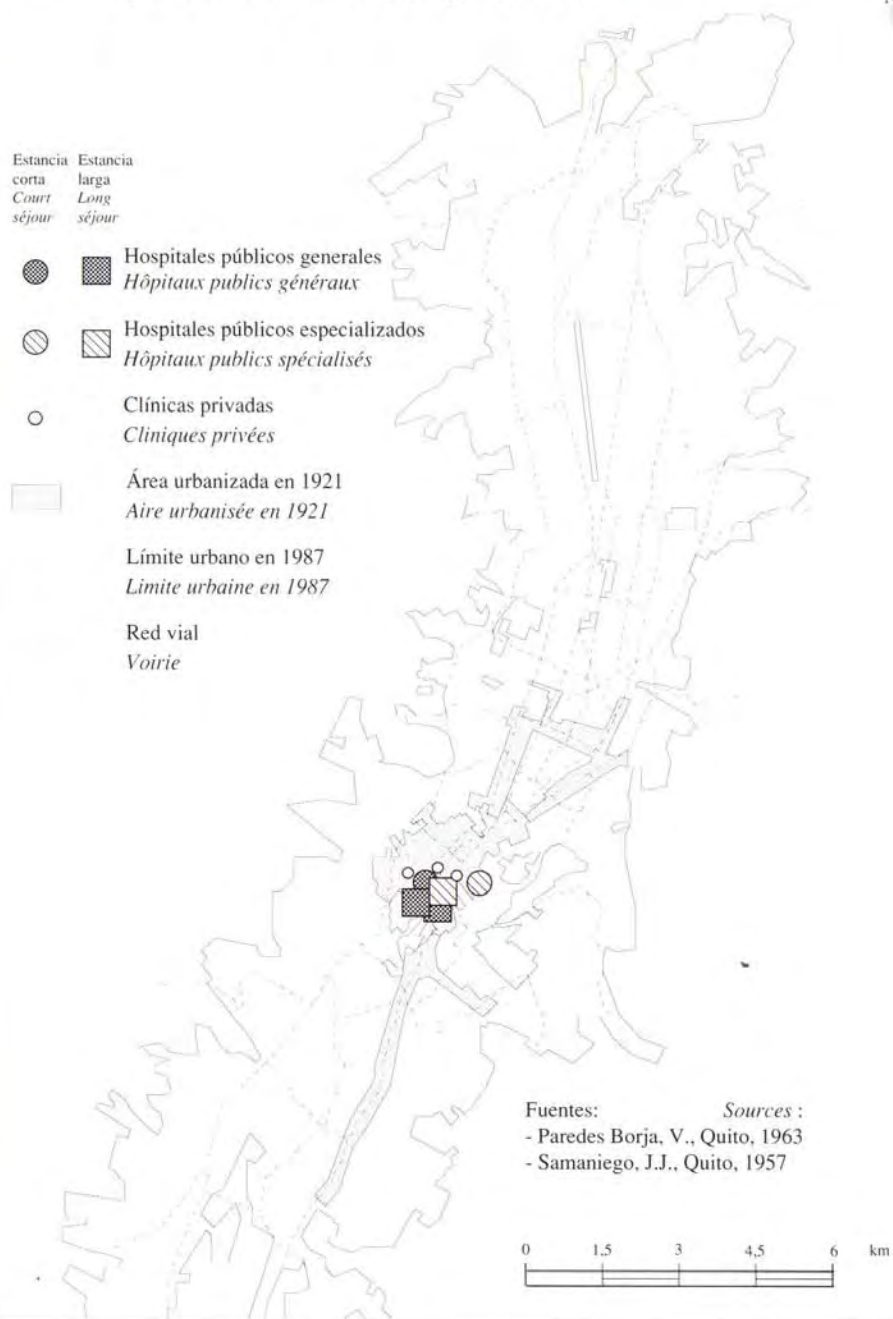 Estancia Estancia
corta larga
Court Long
séjour séjour
Hospitales públicos generales
Hôpitaux publics généraux
Hospitales públicos especializados
Hôpitaux publics spécialisés
Clínicas privadas
Cliniques privées
Área urbanizada en 1921
Aire urbanisée en 1921
Límite urbano en 1987
Limite urbaine en 1987
Red vial
Voirie
Fuentes: Sources :
- Paredes Borja, V., Quito, 1963
- Samaniego, J.J., Quito, 1957
0 1,5 3 4,5 6 km